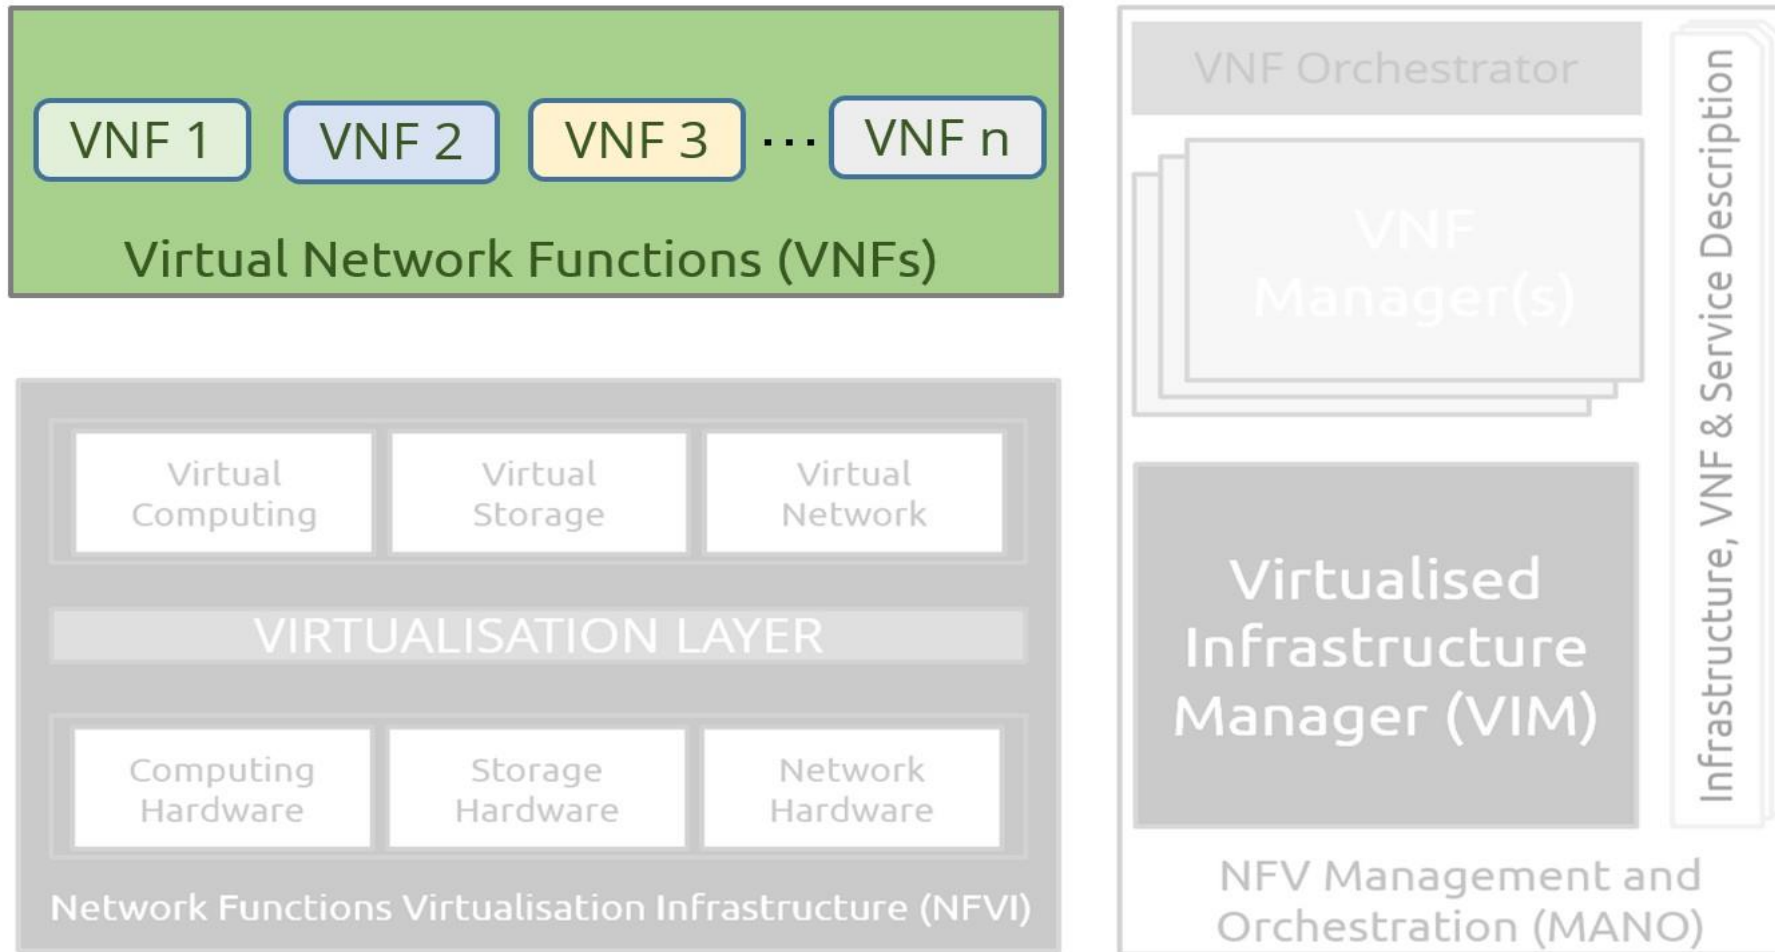 VNF 1
VNF 2
VNF 3
...
VNF n
Virtual Network Functions (VNFs)
Virtual
Computing
Virtual
Storage
Virtual
Network
VIRTUALISATION LAYER
Computing
Hardware
Storage
Hardware
Network
Hardware
Network Functions Virtualisation Infrastructure (NFVI)
VNF Orchestrator
VNF
Manager(s)
Virtualised
Infrastructure
Manager (VIM)
Infrastructure, VNF & Service Description
NFV Management and
Orchestration (MANO)